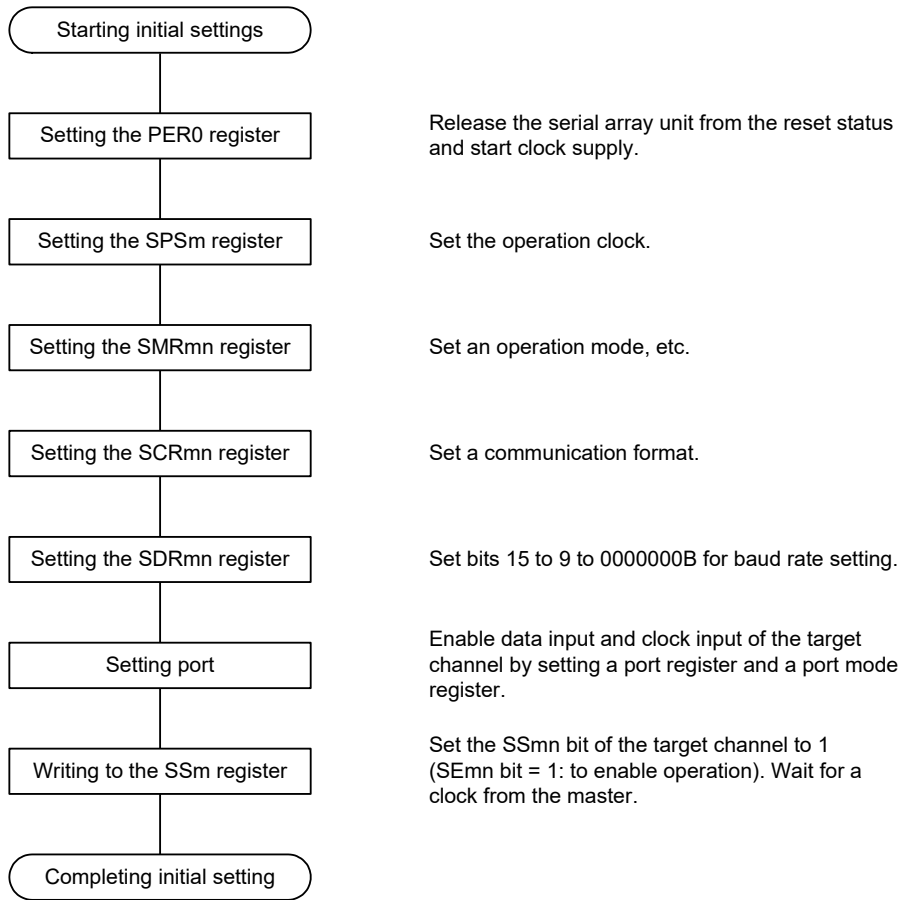 Starting initial settings
Setting the PER0 register
Release the serial array unit from the reset status
and start clock supply.
Setting the SPSm register
Set the operation clock.
Setting the SMRmn register
Set an operation mode, etc.
Setting the SCRmn register
Set a communication format.
Setting the SDRmn register
Set bits 15 to 9 to 0000000B for baud rate setting.
Setting port
Enable data input and clock input of the target
channel by setting a port register and a port mode
register.
Writing to the SSm register
Set the SSmn bit of the target channel to 1
(SEmn bit = 1: to enable operation). Wait for a
clock from the master.
Completing initial setting